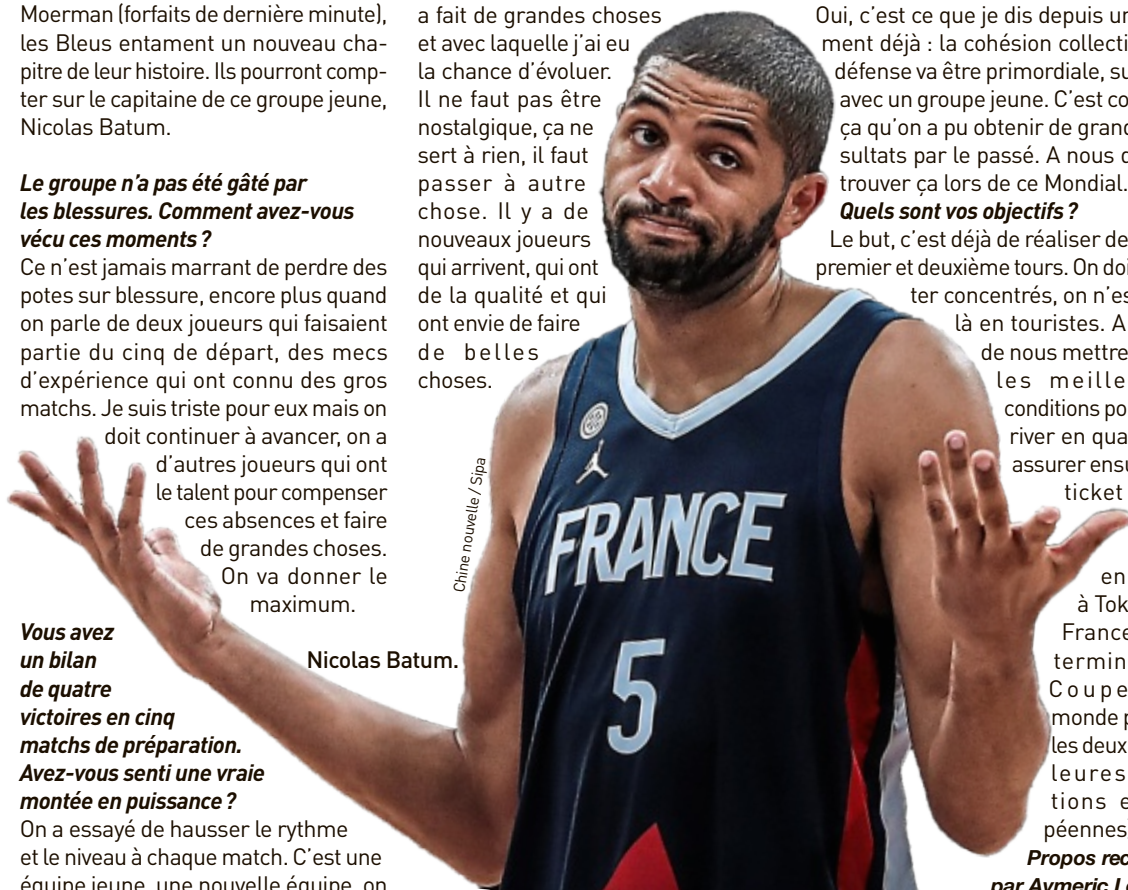 Moerman (forfaits de dernière minute),
les Bleus entament un nouveau cha-
pitre de leur histoire. Ils pourront comp-
ter sur le capitaine de ce groupe jeune,
Nicolas Batum.
Le groupe n'a pas été gâté par
les blessures. Comment avez-vous
vécu ces moments ?
Ce n'est jamais marrant de perdre des
potes sur blessure, encore plus quand
on parle de deux joueurs qui faisaient
partie du cinq de départ, des mecs
d'expérience qui ont connu des gros
matchs. Je suis triste pour eux mais on
doit continuer à avancer, on a
d'autres joueurs qui ont
le talent pour compenser
ces absences et faire
de grandes choses.
On va donner le
maximum.
Vous avez
un bilan
de quatre
victoires en cinq
matchs de préparation.
Avez-vous senti une vraie
montée en puissance ?
On a essayé de hausser le rythme
et le niveau à chaque match. C'est une
équipe jeune, une nouvelle équipe, on
a fait de grandes choses
et avec laquelle j'ai eu
la chance d'évoluer.
Il ne faut pas être
nostalgique, ça ne
sert à rien, il faut
passer à autre
chose. Il y a de
nouveaux joueurs
qui arrivent, qui ont
de la qualité et qui
ont envie de faire
de belles
choses.
Chine nouvelle / Sipa
Nicolas Batum.
FRANCE
5
Oui, c'est ce que je dis depuis un
ment déjà : la cohésion collecti
défense va être primordiale, su
avec un groupe jeune. C'est co
ça qu'on a pu obtenir de grand
sultats par le passé. A nous d
trouver ça lors de ce Mondial.
Quels sont vos objectifs ?
Le but, c'est déjà de réaliser de
premier et deuxième tours. On doi
ter concentrés, on n'es
là en touristes. A
de nous mettre
les meille
conditions po
river en qua
assurer ensu
ticket
en
à Tok
France
termin
Coupe
monde p
les deux
leures
tions e
péennes
Propos rec
par Aymeric L